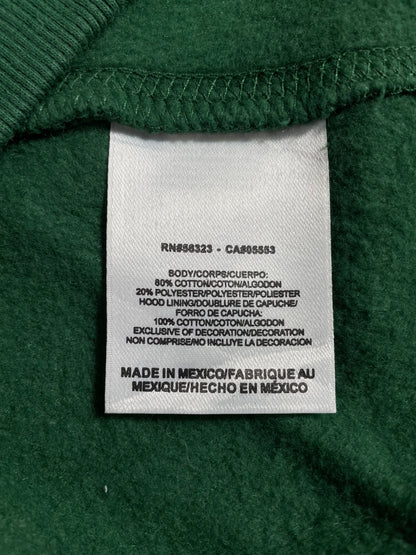 RN#56323 - CA#05553
BODY/CORPS/CUERPO:
80% COTTON/COTON/ALGODON
20% POLYESTER/POLYESTER/POLIESTER
HOOD LINING/DOUBLURE DE CAPUCHE/
FORRO DE CAPUCHA:
100% COTTON/COTON/ALGODON
EXCLUSIVE OF DECORATION/DECORATION
NON COMPRISE/NO INCLUYE LA DECORACION
MADE IN MEXICO/FABRIQUE AU
MEXIQUE/HECHO EN MÉXICO